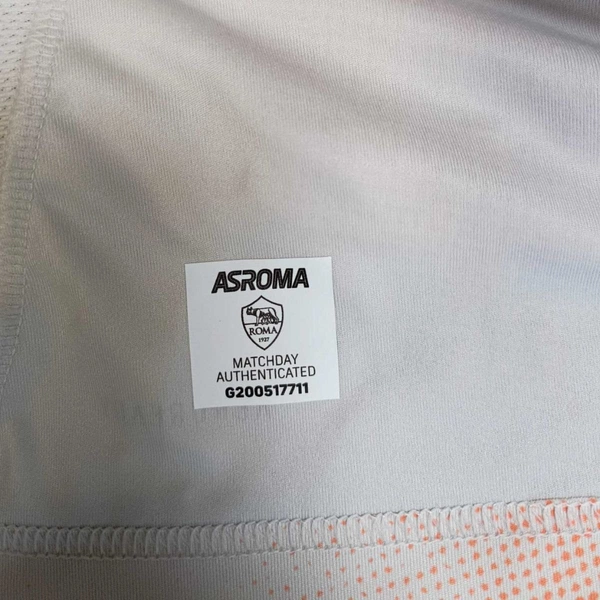 ASROMA
ROMA
1927
MATCHDAY
AUTHENTICATED
G200517711